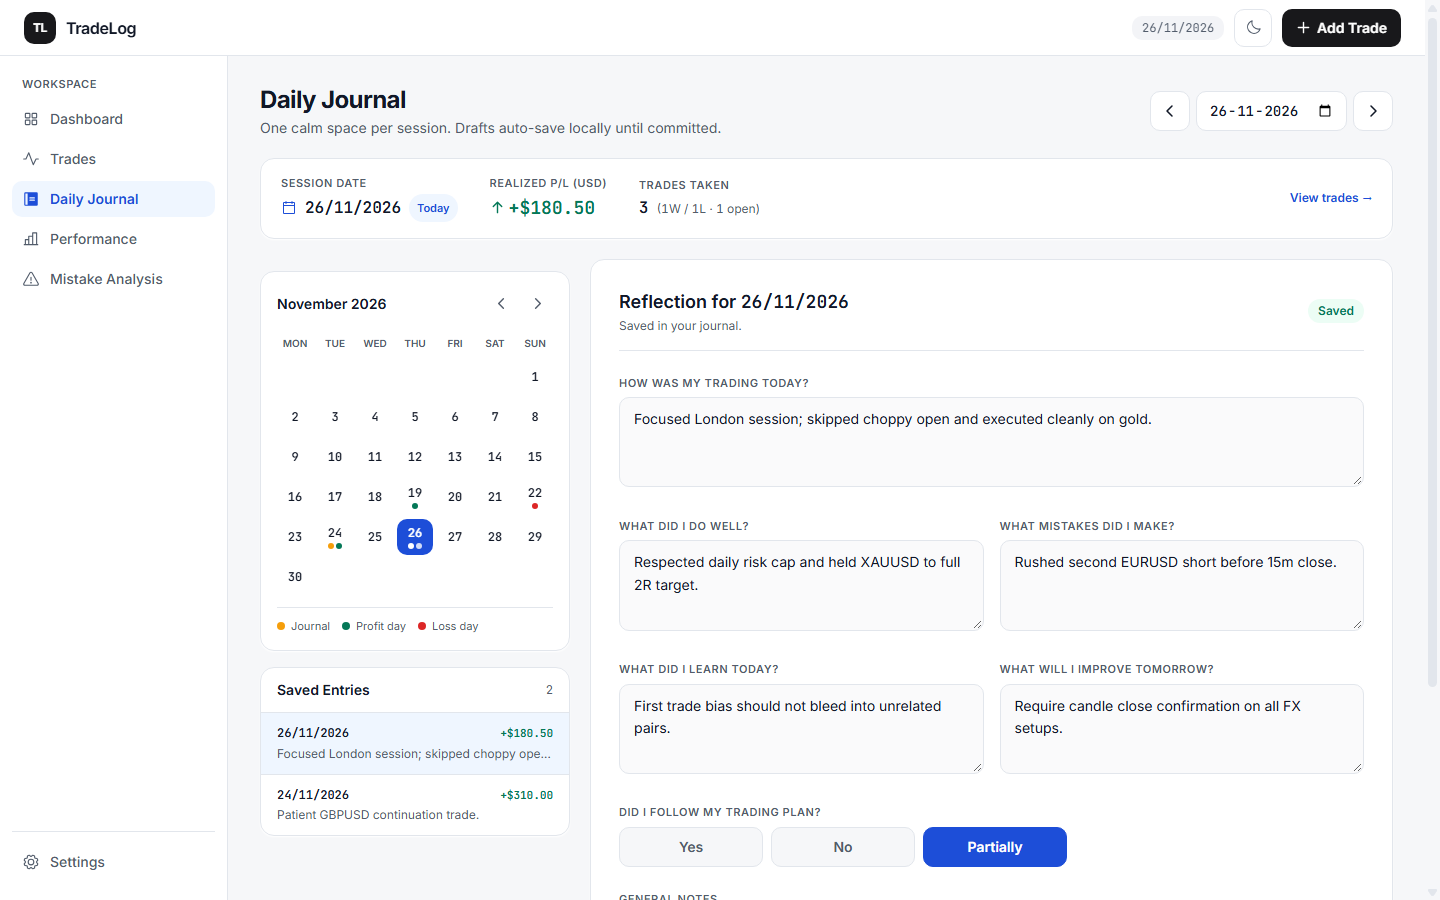 TL TradeLog
26/11/2026
+ Add Trade
WORKSPACE
Dashboard
Trades
Daily Journal
Performance
Mistake Analysis
Settings
Daily Journal
One calm space per session. Drafts auto-save locally until committed.
26-11-2026
SESSION DATE
26/11/2026 Today
REALIZED P/L (USD)
↑ +$180.50
TRADES TAKEN
3 (1W / 1L · 1 open)
View trades →
November 2026
MON TUE WED THU FRI SAT SUN
1
2 3 4 5 6 7 8
9 10 11 12 13 14 15
16 17 18 19 20 21 22
23 24 25 26 27 28 29
30
Journal Profit day Loss day
Saved Entries 2
26/11/2026 +$180.50
Focused London session; skipped choppy ope...
24/11/2026 +$310.00
Patient GBPUSD continuation trade.
Reflection for 26/11/2026
Saved in your journal.
Saved
HOW WAS MY TRADING TODAY?
Focused London session; skipped choppy open and executed cleanly on gold.
WHAT DID I DO WELL?
Respected daily risk cap and held XAUUSD to full
2R target.
WHAT MISTAKES DID I MAKE?
Rushed second EURUSD short before 15m close.
WHAT DID I LEARN TODAY?
First trade bias should not bleed into unrelated
pairs.
WHAT WILL I IMPROVE TOMORROW?
Require candle close confirmation on all FX
setups.
DID I FOLLOW MY TRADING PLAN?
Yes No Partially
GENERAL NOTES